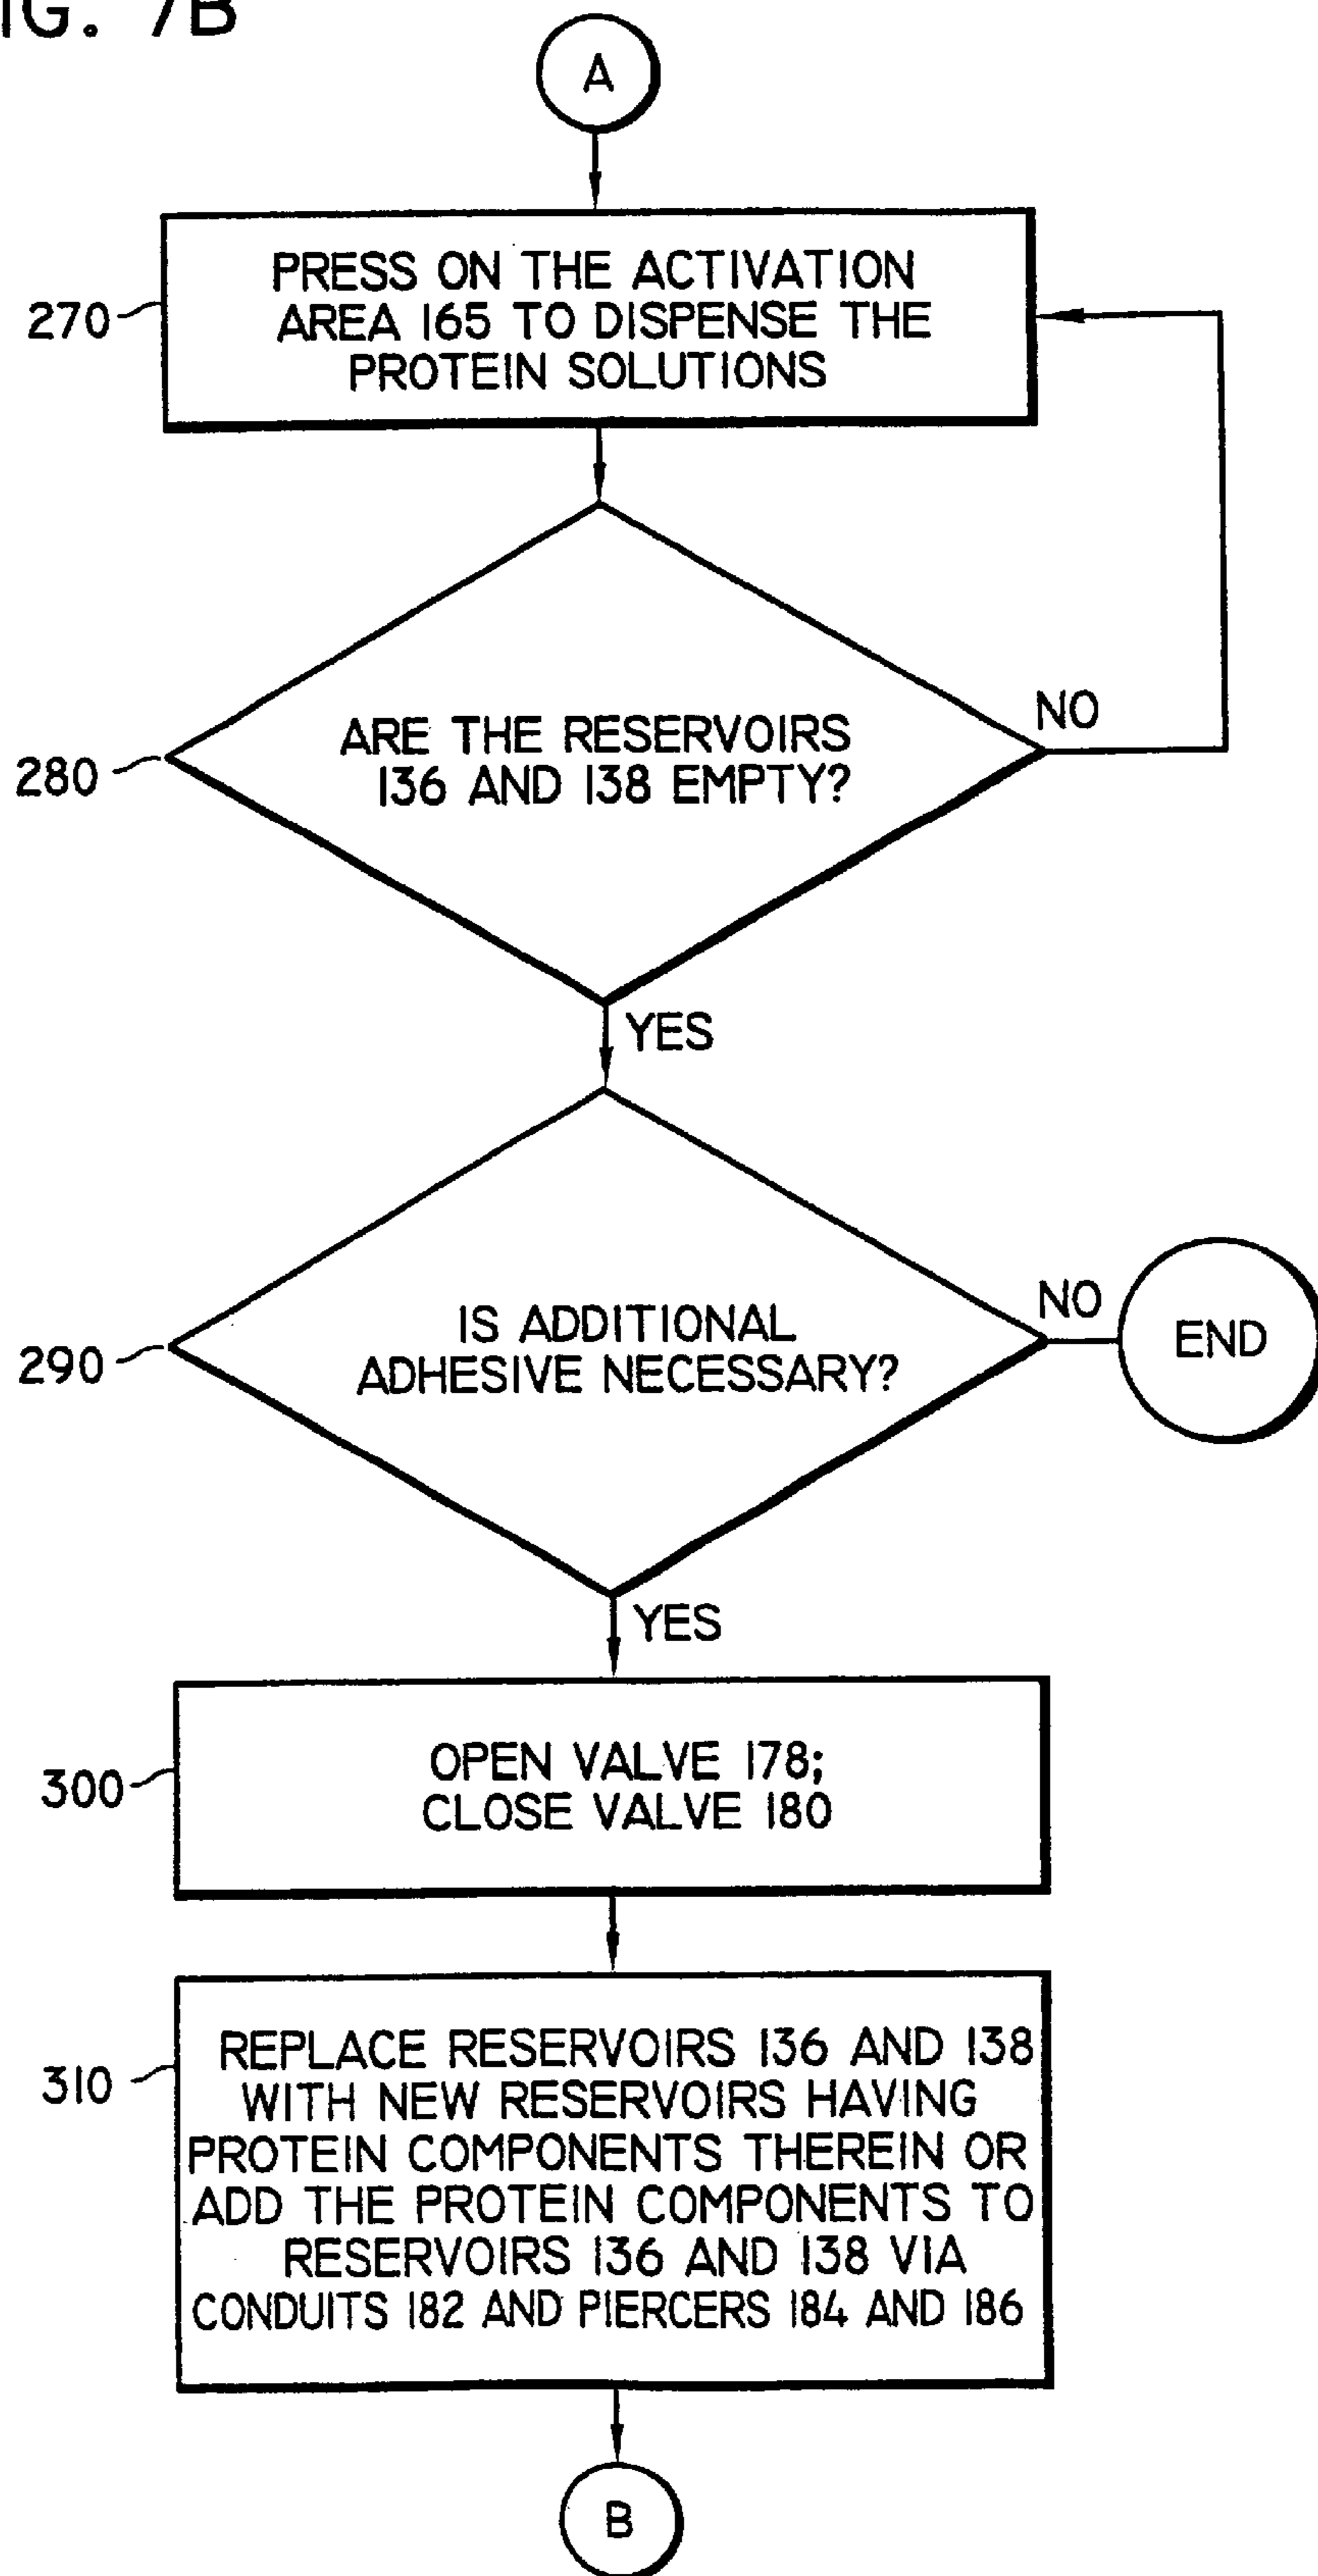 IG. 7B
A
270
PRESS ON THE ACTIVATION
AREA 165 TO DISPENSE THE
PROTEIN SOLUTIONS
280
ARE THE RESERVOIRS
136 AND 138 EMPTY?
NO
YES
290
IS ADDITIONAL
ADHESIVE NECESSARY?
NO
END
YES
300
OPEN VALVE 178;
CLOSE VALVE 180
310
REPLACE RESERVOIRS 136 AND 138
WITH NEW RESERVOIRS HAVING
PROTEIN COMPONENTS THEREIN OR
ADD THE PROTEIN COMPONENTS TO
RESERVOIRS 136 AND 138 VIA
CONDUITS 182 AND PIERCERS 184 AND 186
B